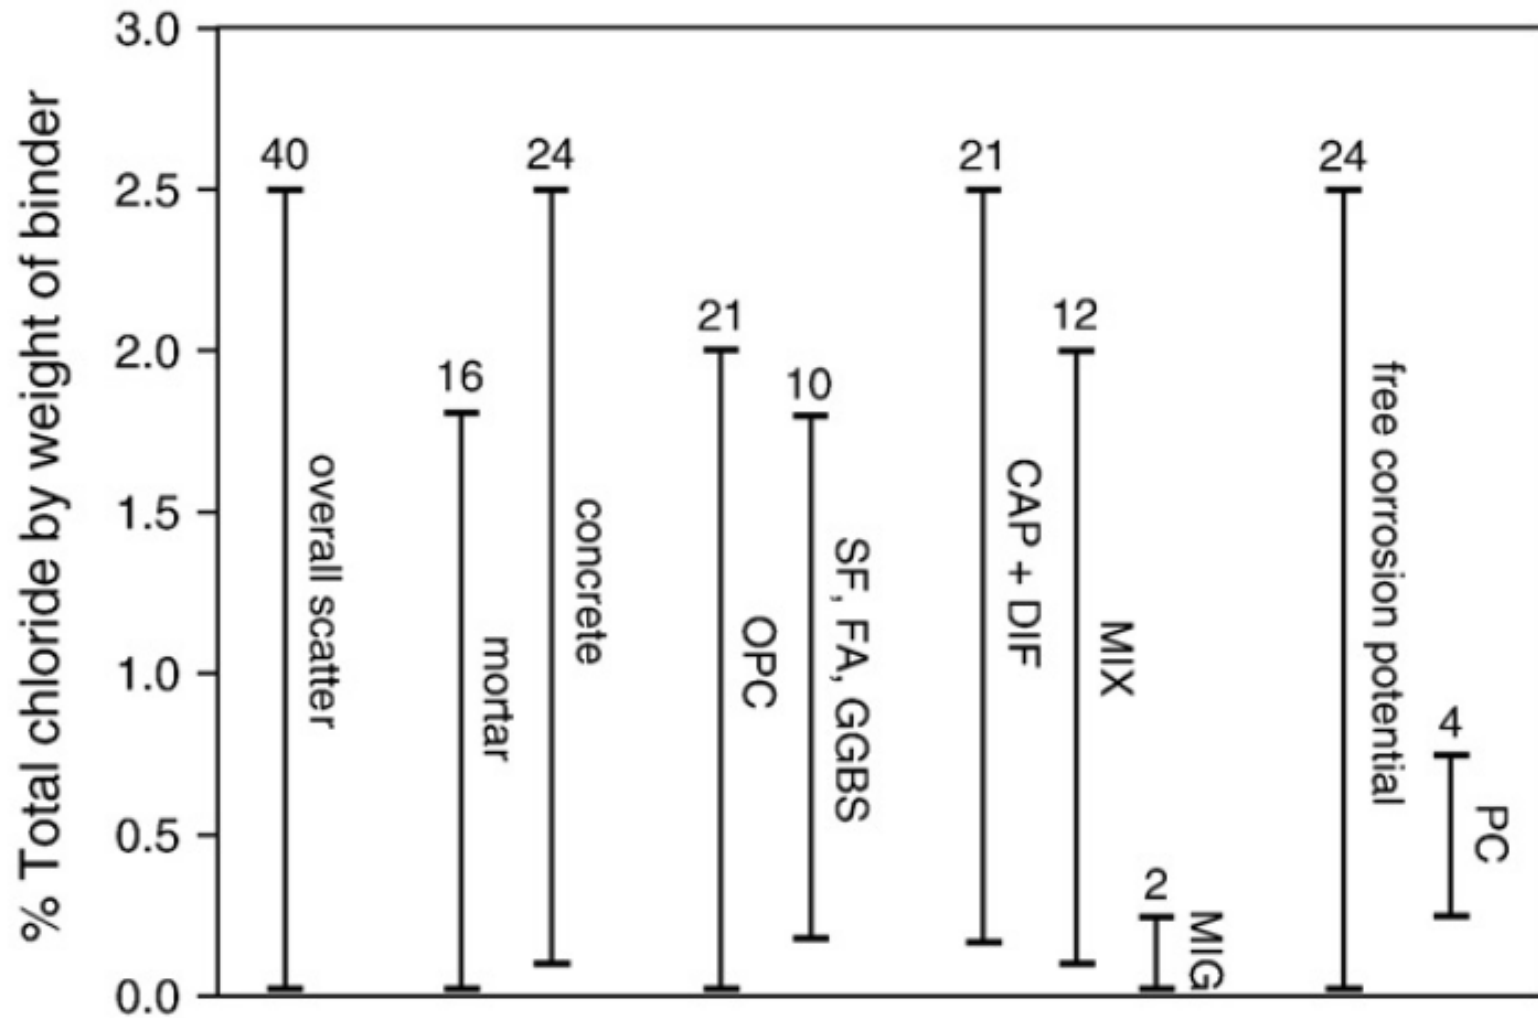 % Total chloride by weight of binder
3.0
2.5
2.0
1.5
1.0
0.5
0.0
40
overall scatter
16
mortar
24
concrete
21
OPC
10
SF, FA, GGBS
21
CAP + DIF
12
MIX
2
MIG
24
free corrosion potential
4
PC